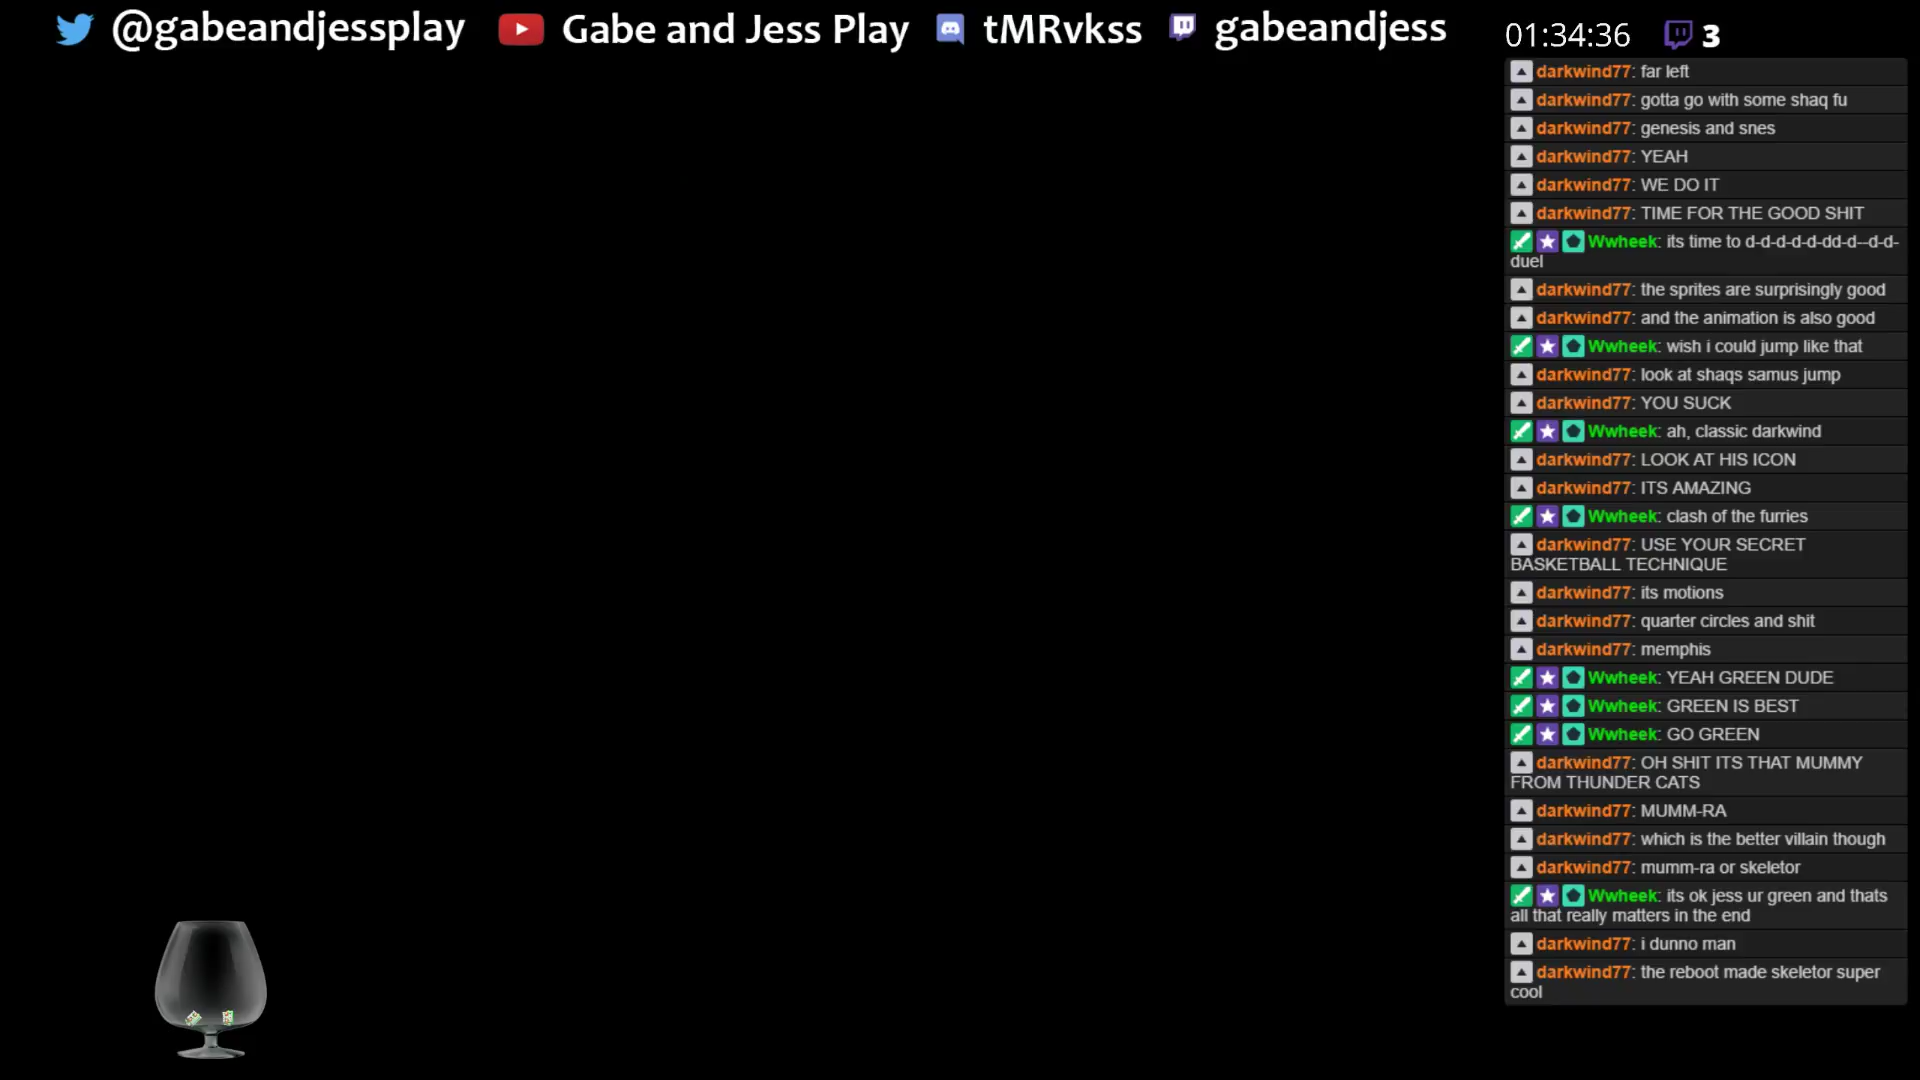 @gabeandjessplay Gabe and Jess Play tMRvkss gabeandjess 01:34:36 3
darkwind77: far left
darkwind77: gotta go with some shaq fu
darkwind77: genesis and snes
darkwind77: YEAH
darkwind77: WE DO IT
darkwind77: TIME FOR THE GOOD SHIT
Wwheek: its time to d-d-d-d-d-dd-d--d-d-
duel
darkwind77: the sprites are surprisingly good
darkwind77: and the animation is also good
Wwheek: wish i could jump like that
darkwind77: look at shaqs samus jump
darkwind77: YOU SUCK
Wwheek: ah, classic darkwind
darkwind77: LOOK AT HIS ICON
darkwind77: ITS AMAZING
Wwheek: clash of the furries
darkwind77: USE YOUR SECRET
BASKETBALL TECHNIQUE
darkwind77: its motions
darkwind77: quarter circles and shit
darkwind77: memphis
Wwheek: YEAH GREEN DUDE
Wwheek: GREEN IS BEST
Wwheek: GO GREEN
darkwind77: OH SHIT ITS THAT MUMMY
FROM THUNDER CATS
darkwind77: MUMM-RA
darkwind77: which is the better villain though
darkwind77: mumm-ra or skeletor
Wwheek: its ok jess ur green and thats
all that really matters in the end
darkwind77: i dunno man
darkwind77: the reboot made skeletor super
cool